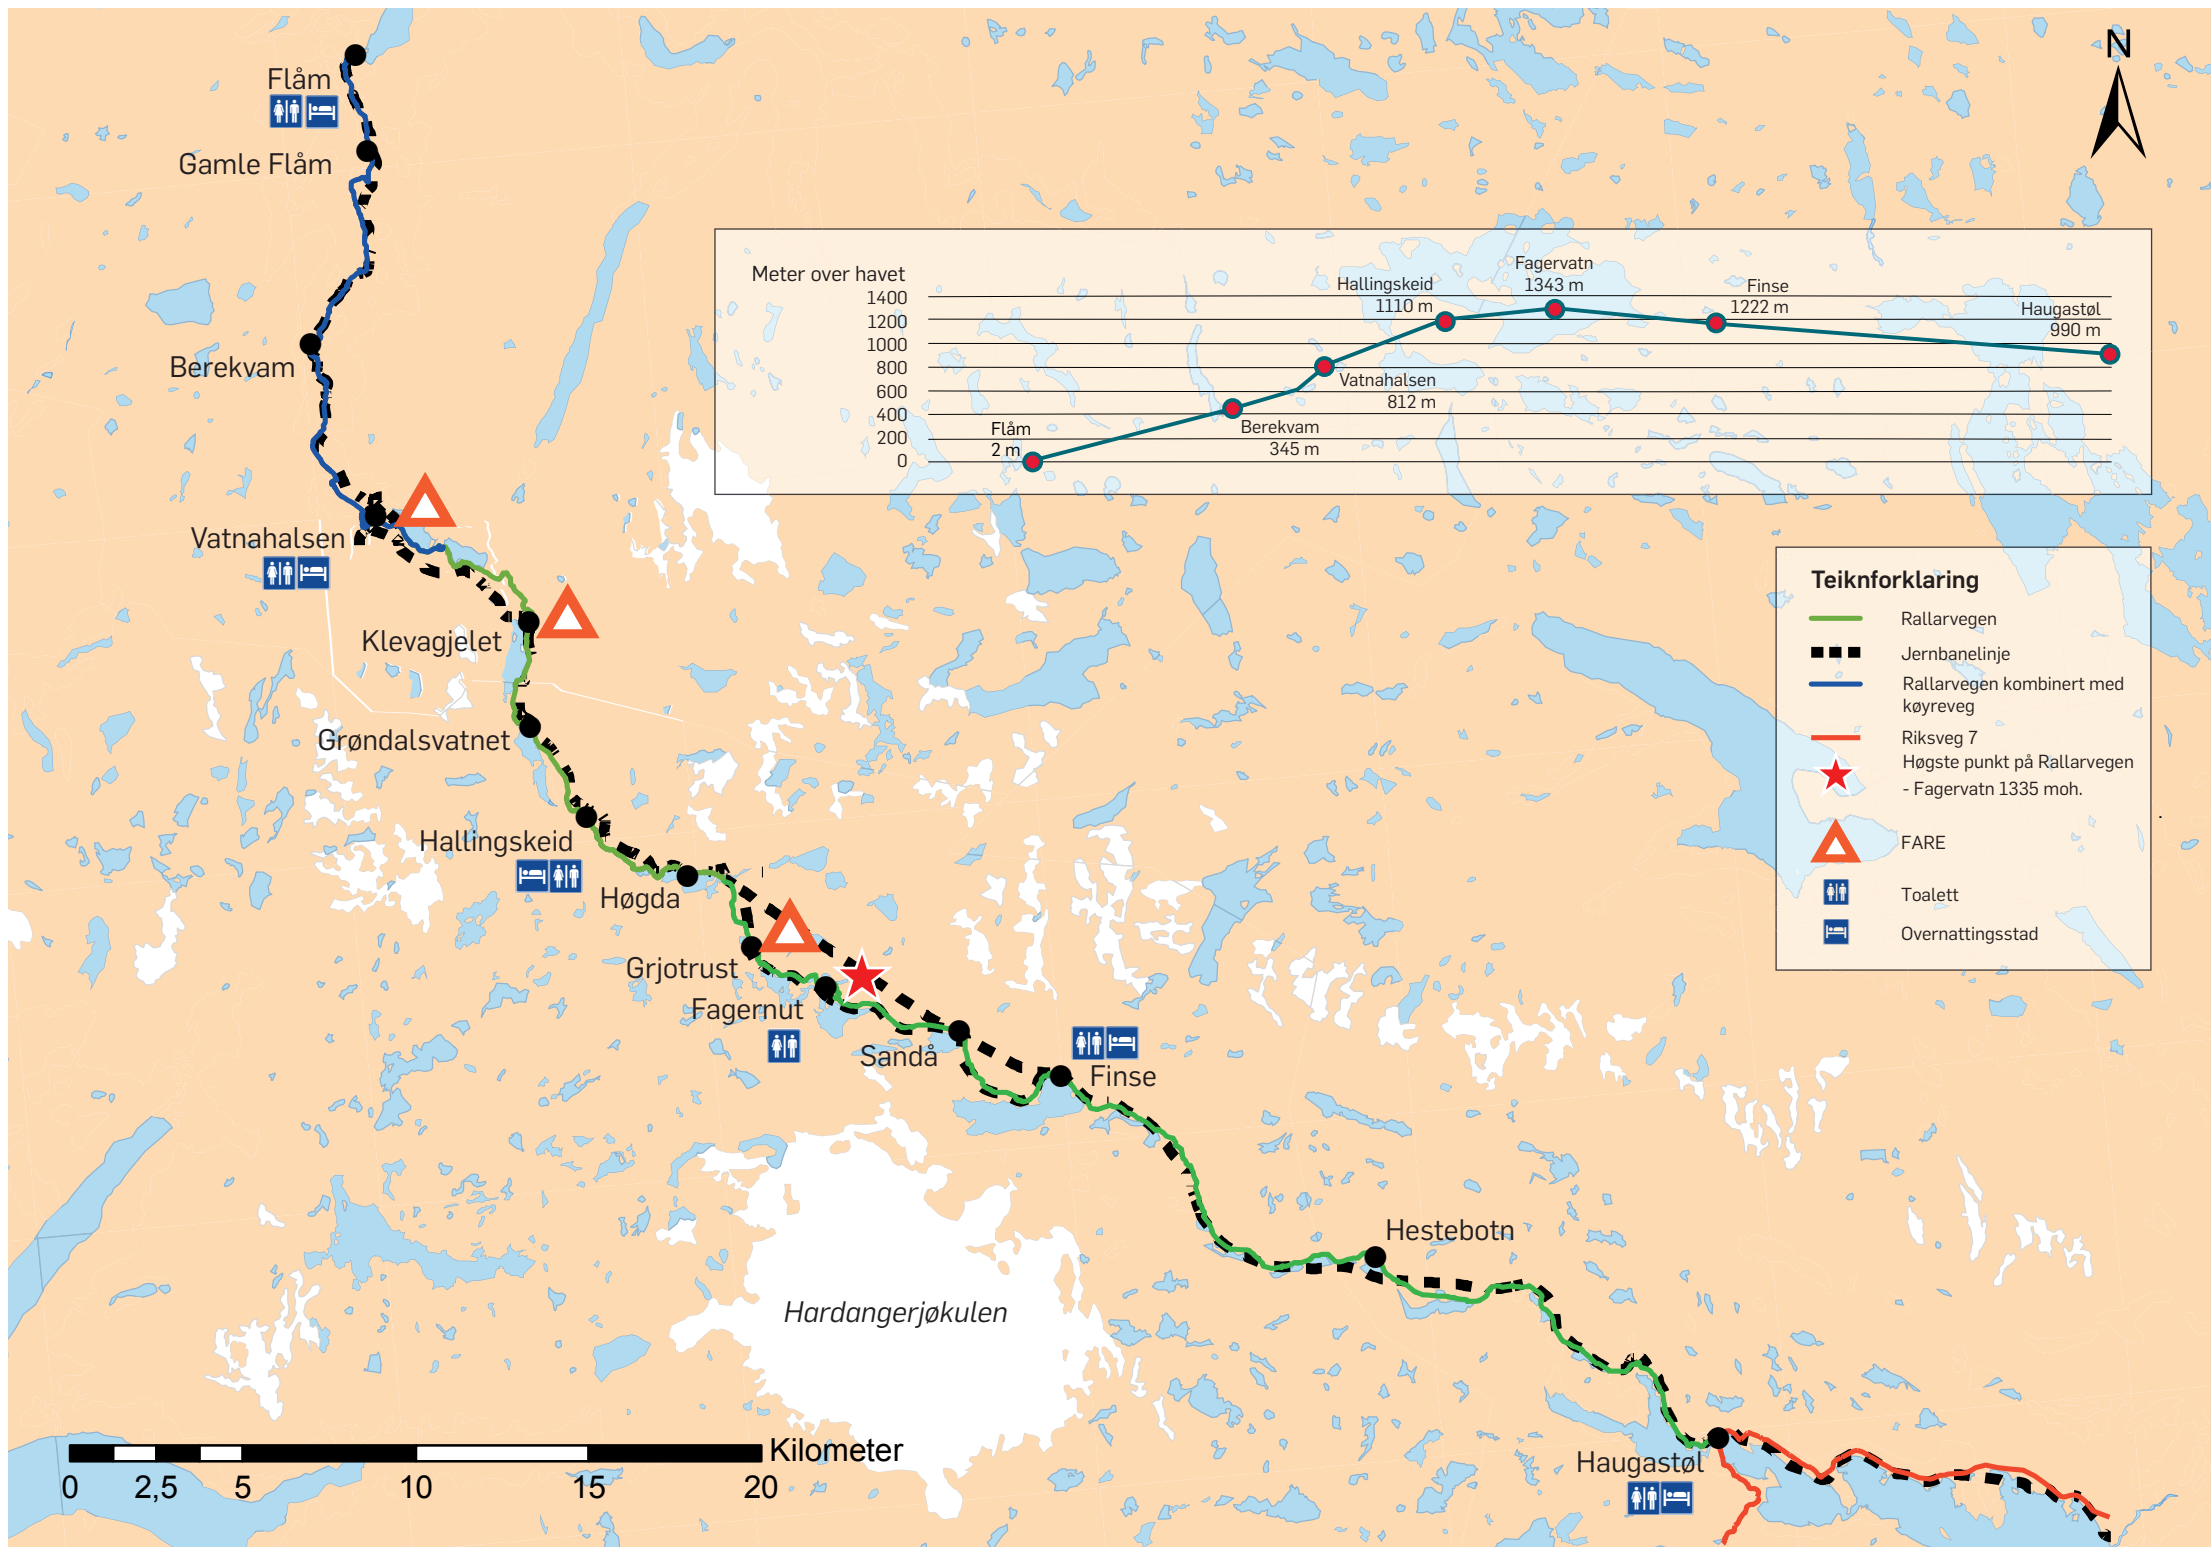 N
Flåm
Gamle Flåm
Berekvam
Vatnahalsen
Klevagjelet
Grøndalsvatnet
Hallingskeid
Høgda
Grjotrust
Fagernut
Sandå
Finse
Hestebotn
Haugastøl
Hardangerjøkulen
Meter over havet
1400
1200
1000
800
600
400
200
0
Flåm
2 m
Berekvam
345 m
Vatnahalsen
812 m
Hallingskeid
1110 m
Fagervatn
1343 m
Finse
1222 m
Haugastøl
990 m
Teiknforklaring
Rallarvegen
Jernbanelinje
Rallarvegen kombinert med
køyreveg
Riksveg 7
Høgste punkt på Rallarvegen
- Fagervatn 1335 moh.
FARE
Toalett
Overnattingsstad
Kilometer
0 2,5 5 10 15 20